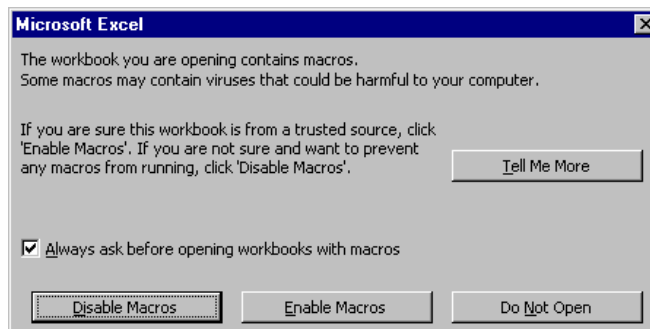 Microsoft Excel
The workbook you are opening contains macros.
Some macros may contain viruses that could be harmful to your computer.
If you are sure this workbook is from a trusted source, click
'Enable Macros'. If you are not sure and want to prevent
any macros from running, click 'Disable Macros'.
Tell Me More
Always ask before opening workbooks with macros
Disable Macros
Enable Macros
Do Not Open